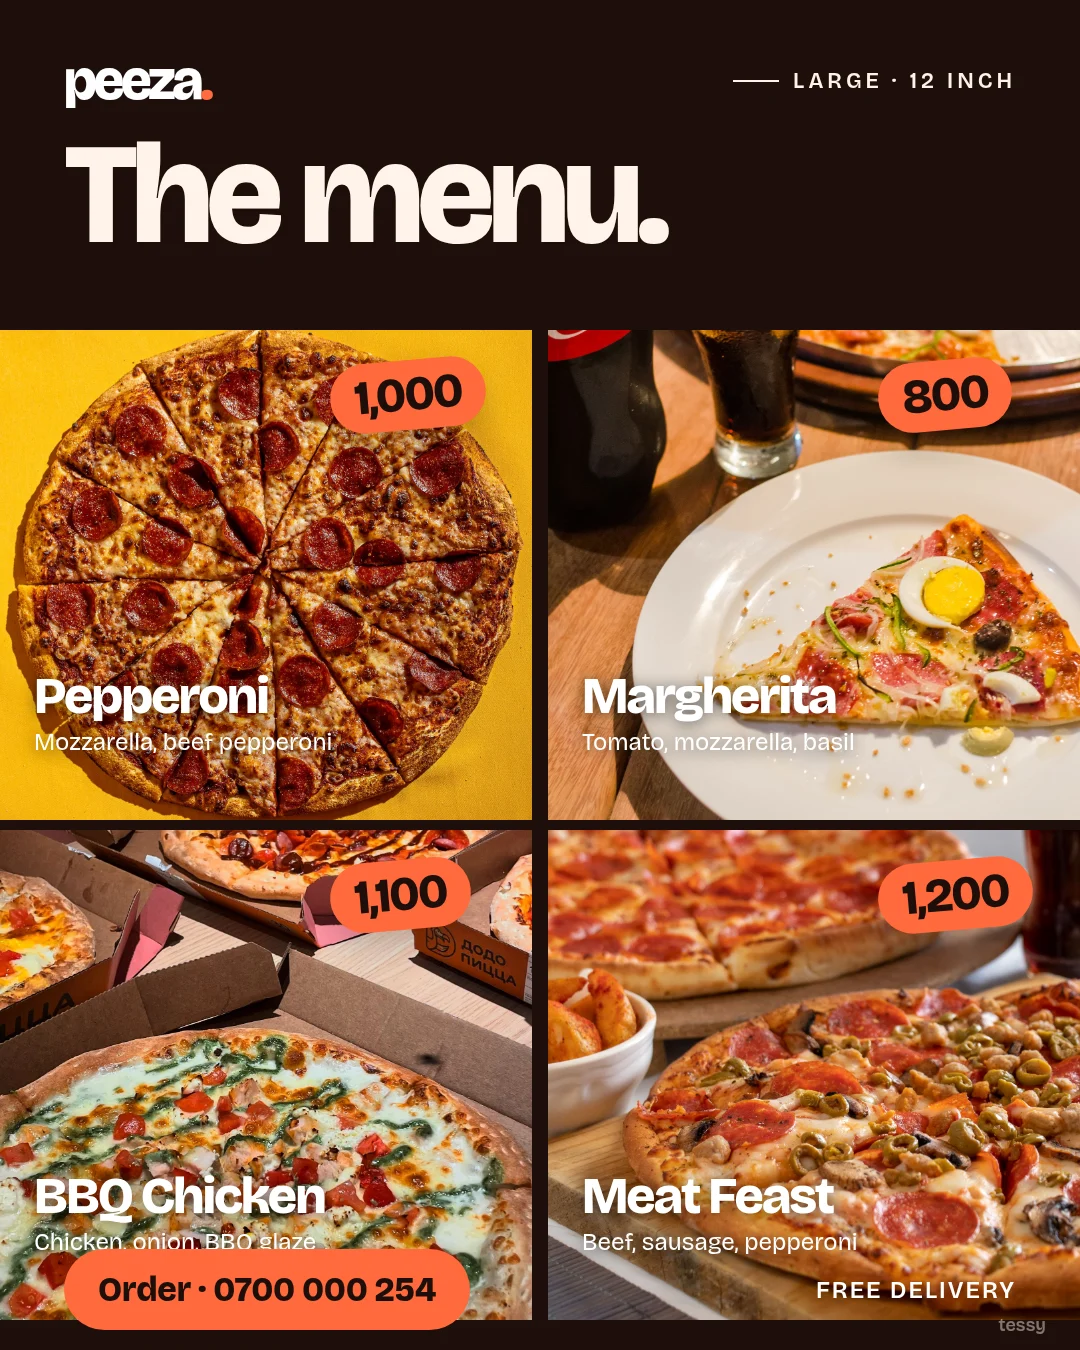 peeza.
LARGE · 12 INCH
The menu.
1,000
Pepperoni
Mozzarella, beef pepperoni
800
Margherita
Tomato, mozzarella, basil
1,100
ДОДО
ПИЦЦА
BBQ Chicken
Chicken, onion, BBQ glaze
Order · 0700 000 254
1,200
Meat Feast
Beef, sausage, pepperoni
FREE DELIVERY
tessy